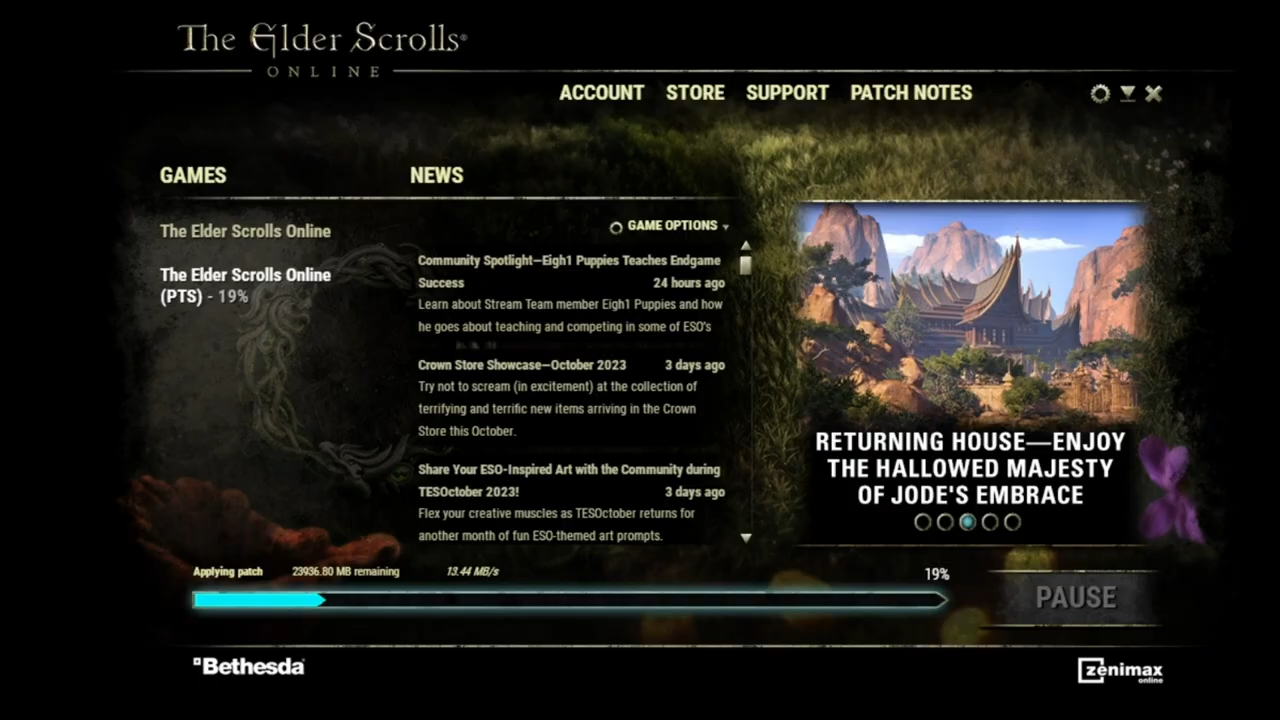 The Elder Scrolls®
ONLINE
ACCOUNT STORE SUPPORT PATCH NOTES
GAMES
NEWS
The Elder Scrolls Online
The Elder Scrolls Online
(PTS) - 19%
GAME OPTIONS
Community Spotlight—Eigh1 Puppies Teaches Endgame
Success 24 hours ago
Learn about Stream Team member Eigh1 Puppies and how
he goes about teaching and competing in some of ESO's
Crown Store Showcase—October 2023 3 days ago
Try not to scream (in excitement) at the collection of
terrifying and terrific new items arriving in the Crown
Store this October.
Share Your ESO-Inspired Art with the Community during
TESOctober 2023! 3 days ago
Flex your creative muscles as TESOctober returns for
another month of fun ESO-themed art prompts.
RETURNING HOUSE—ENJOY
THE HALLOWED MAJESTY
OF JODE'S EMBRACE
Applying patch 23936.80 MB remaining 13.44 MB/s
19%
PAUSE
Bethesda
zenimax
online